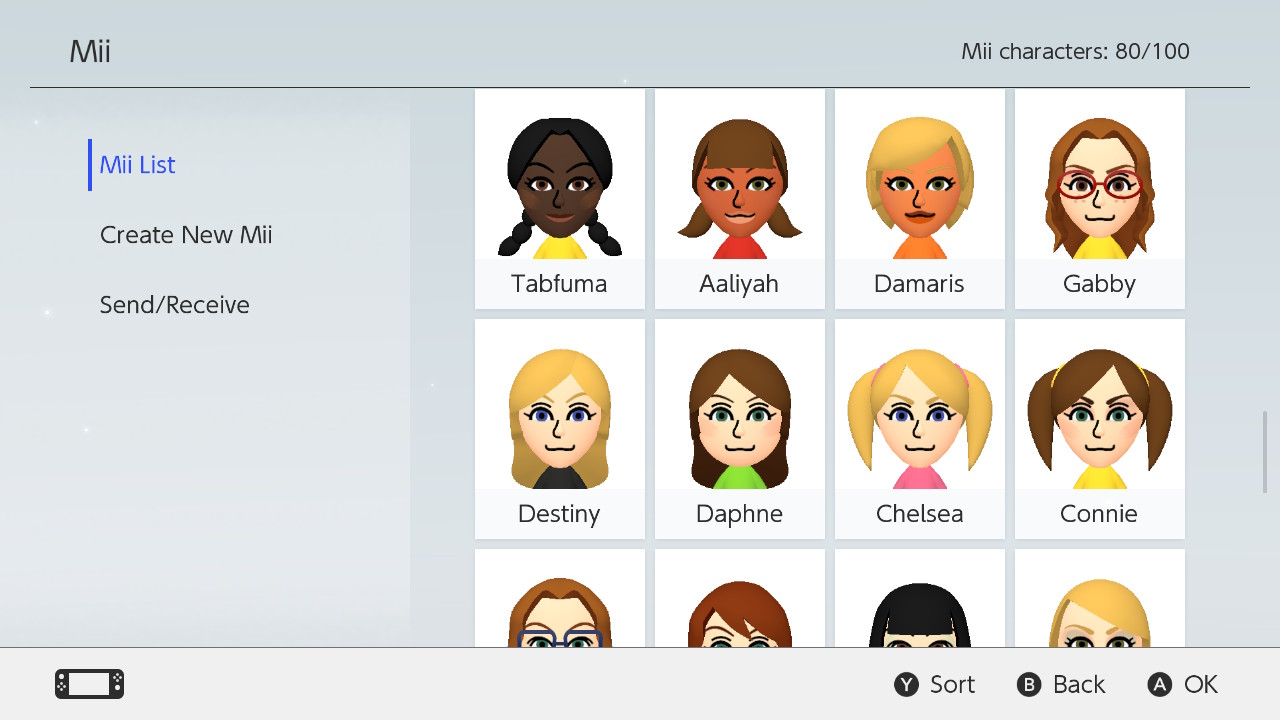 Mii
Mii characters: 80/100
Mii List
Create New Mii
Send/Receive
Tabfuma
Aaliyah
Damaris
Gabby
Destiny
Daphne
Chelsea
Connie
Y Sort
B Back
A OK